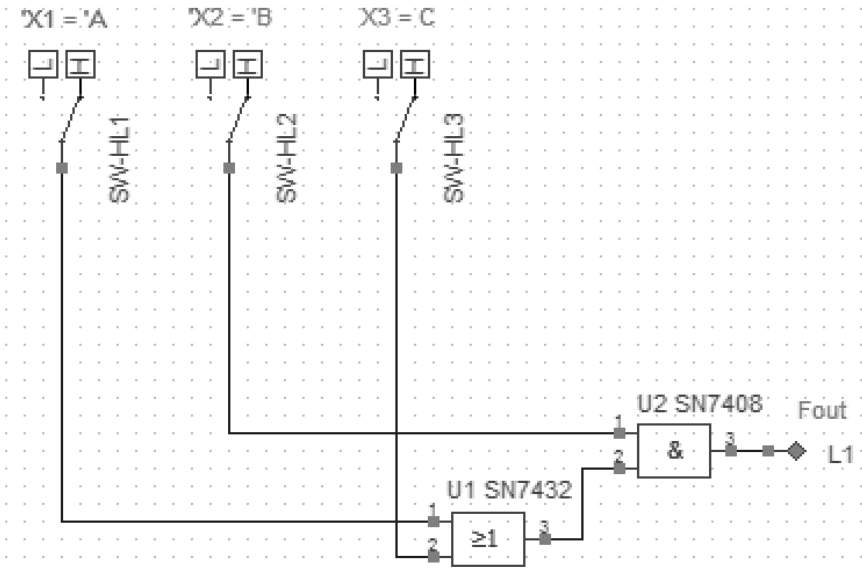 'X1 = 'A
'X2 = 'B
X3 = C
L H
L H
L H
SW-HL1
SW-HL2
SW-HL3
U2 SN7408
Fout
1
2
&
3
L1
U1 SN7432
1
2
≥1
3